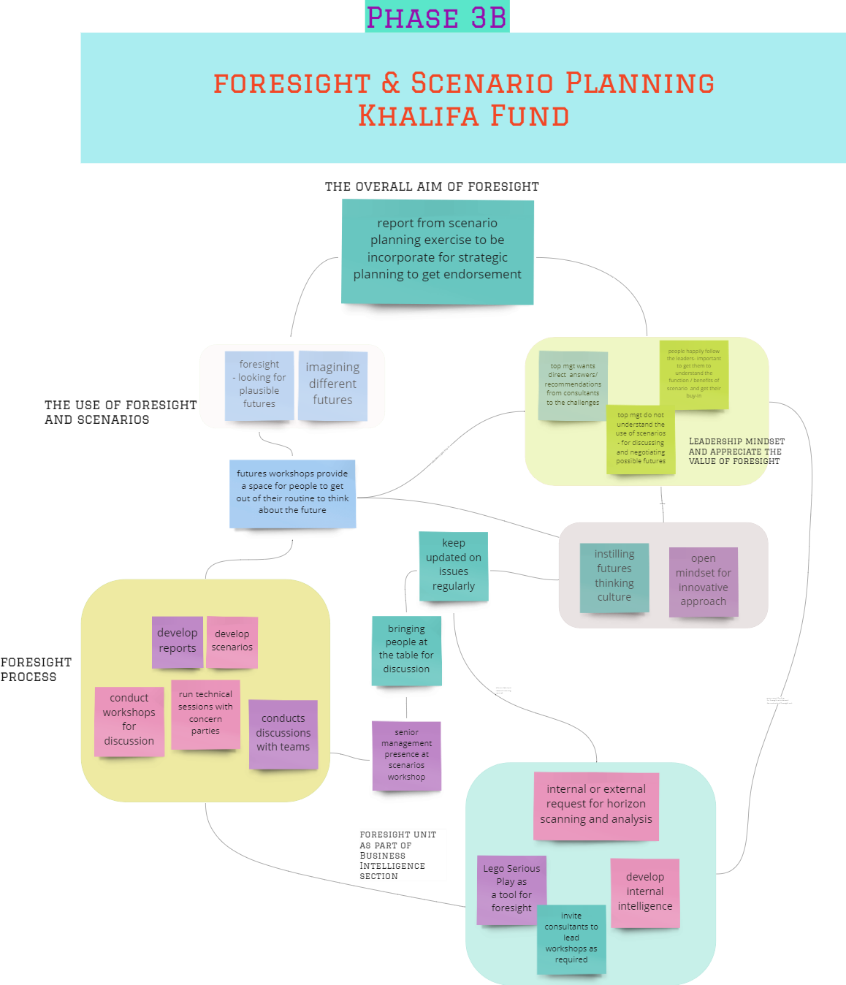 PHASE 3B
FORESIGHT & SCENARIO PLANNING
KHALIFA FUND
THE OVERALL AIM OF FORESIGHT
report from scenario
planning exercise to be
incorporate for strategic
planning to get endorsement
foresight
- looking for
plausible
futures
imagining
different
futures
THE USE OF FORESIGHT
AND SCENARIOS
top mgt wants
direct answers/
recommendations
from consultants
to the challenges
people happily follow
the leaders. important
to get them to
understand the
function / benefits of
scenario. and get their
buy-in
top mgt do not
understand the
use of scenarios
- for discussing
and negotiating
possible futures
LEADERSHIP MINDSET
AND APPRECIATE THE
VALUE OF FORESIGHT
futures workshops provide
a space for people to get
out of their routine to think
about the future
keep
updated on
issues
regularly
instilling
futures
thinking
culture
open
mindset for
innovative
approach
bringing
people at
the table for
discussion
FORESIGHT
PROCESS
develop
reports
develop
scenarios
conduct
workshops
for
discussion
run technical
sessions with
concern
parties
conducts
discussions
with teams
senior
management
presence at
scenarios
workshop
FORESIGHT UNIT
AS PART OF
BUSINESS
INTELLIGENCE
SECTION
internal or external
request for horizon
scanning and analysis
Lego Serious
Play as
a tool for
foresight
develop
internal
intelligence
invite
consultants to
lead
workshops as
required